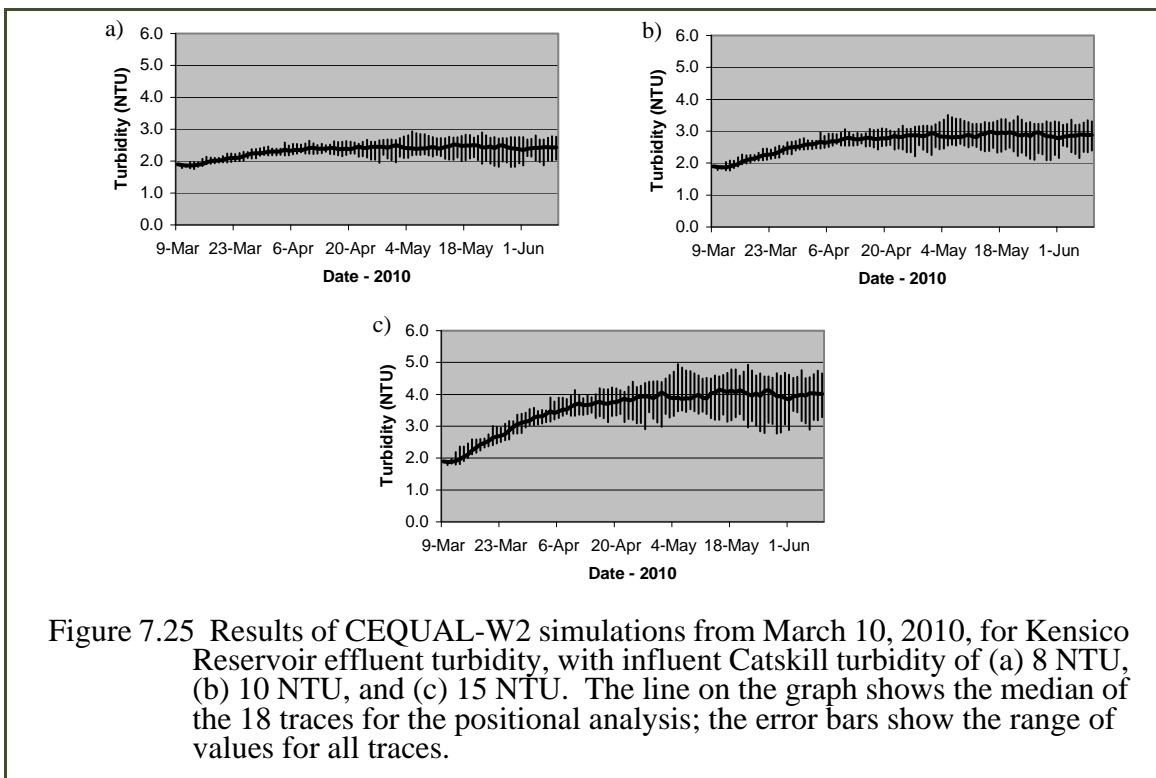 a)
Turbidity (NTU)
6.0
5.0
4.0
3.0
2.0
1.0
0.0
9-Mar 23-Mar 6-Apr 20-Apr 4-May 18-May 1-Jun
Date - 2010
b)
Turbidity (NTU)
6.0
5.0
4.0
3.0
2.0
1.0
0.0
9-Mar 23-Mar 6-Apr 20-Apr 4-May 18-May 1-Jun
Date - 2010
c)
Turbidity (NTU)
6.0
5.0
4.0
3.0
2.0
1.0
0.0
9-Mar 23-Mar 6-Apr 20-Apr 4-May 18-May 1-Jun
Date - 2010
Figure 7.25 Results of CEQUAL-W2 simulations from March 10, 2010, for Kensico
Reservoir effluent turbidity, with influent Catskill turbidity of (a) 8 NTU,
(b) 10 NTU, and (c) 15 NTU. The line on the graph shows the median of
the 18 traces for the positional analysis; the error bars show the range of
values for all traces.